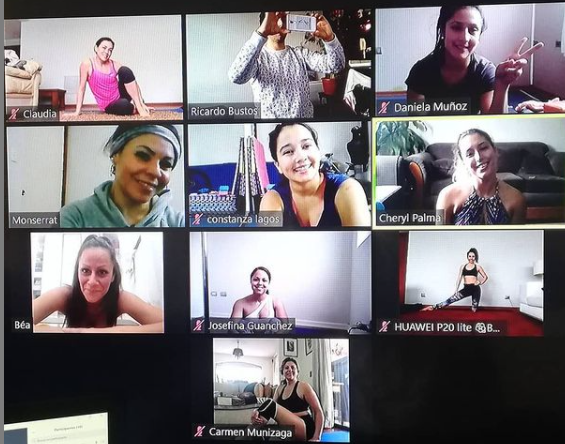 Claudia
Ricardo Bustos
Daniela Muñoz
Monserrat
constanza lagos
Cheryl Palma
Béa
Josefina Guanchez
HUAWEI P20 lite
Carmen Munizaga